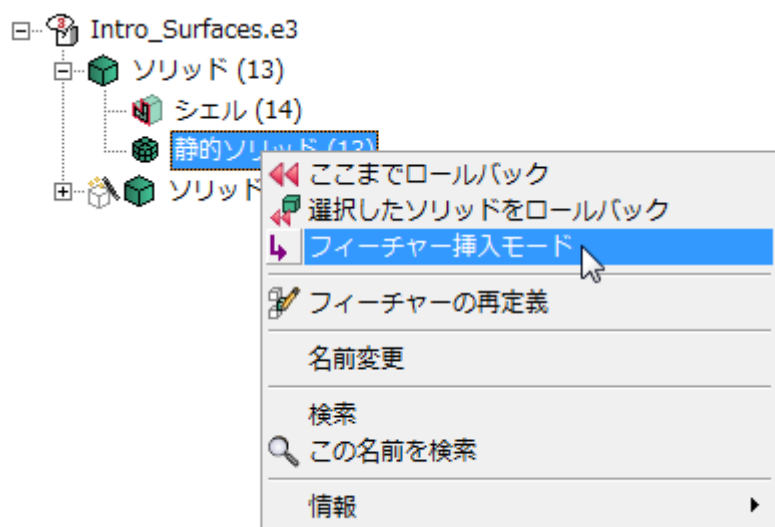 Intro_Surfaces.e3
ソリッド (13)
シェル (14)
静的ソリッド (13)
ソリッド
ここまでロールバック
選択したソリッドをロールバック
フィーチャー挿入モード
フィーチャーの再定義
名前変更
検索
この名前を検索
情報